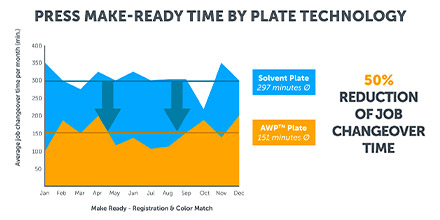 PRESS MAKE-READY TIME BY PLATE TECHNOLOGY
Average job changeover time per month (min.)
400
350
300
250
200
150
100
50
0
Jan Feb Mar Apr May Jun Jul Aug Sep Oct Nov Dec
Make Ready - Registration & Color Match
Solvent Plate
297 minutes Ø
AWP™ Plate
151 minutes Ø
50%
REDUCTION
OF JOB
CHANGEOVER
TIME